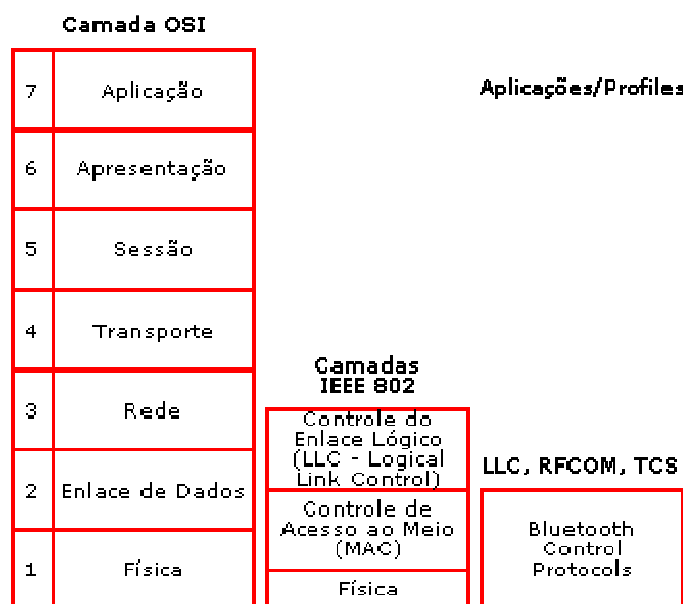 Camada OSI
7 Aplicação
Aplicações/Profiles
6 Apresentação
5 Sessão
4 Transporte
Camadas
IEEE 802
3 Rede
Controle do
Enlace Lógico
(LLC - Logical
Link Control)
LLC, RFCOM, TCS
2 Enlace de Dados
Controle de
Acesso ao Meio
(MAC)
Bluetooth
Control
Protocols
1 Física
Física